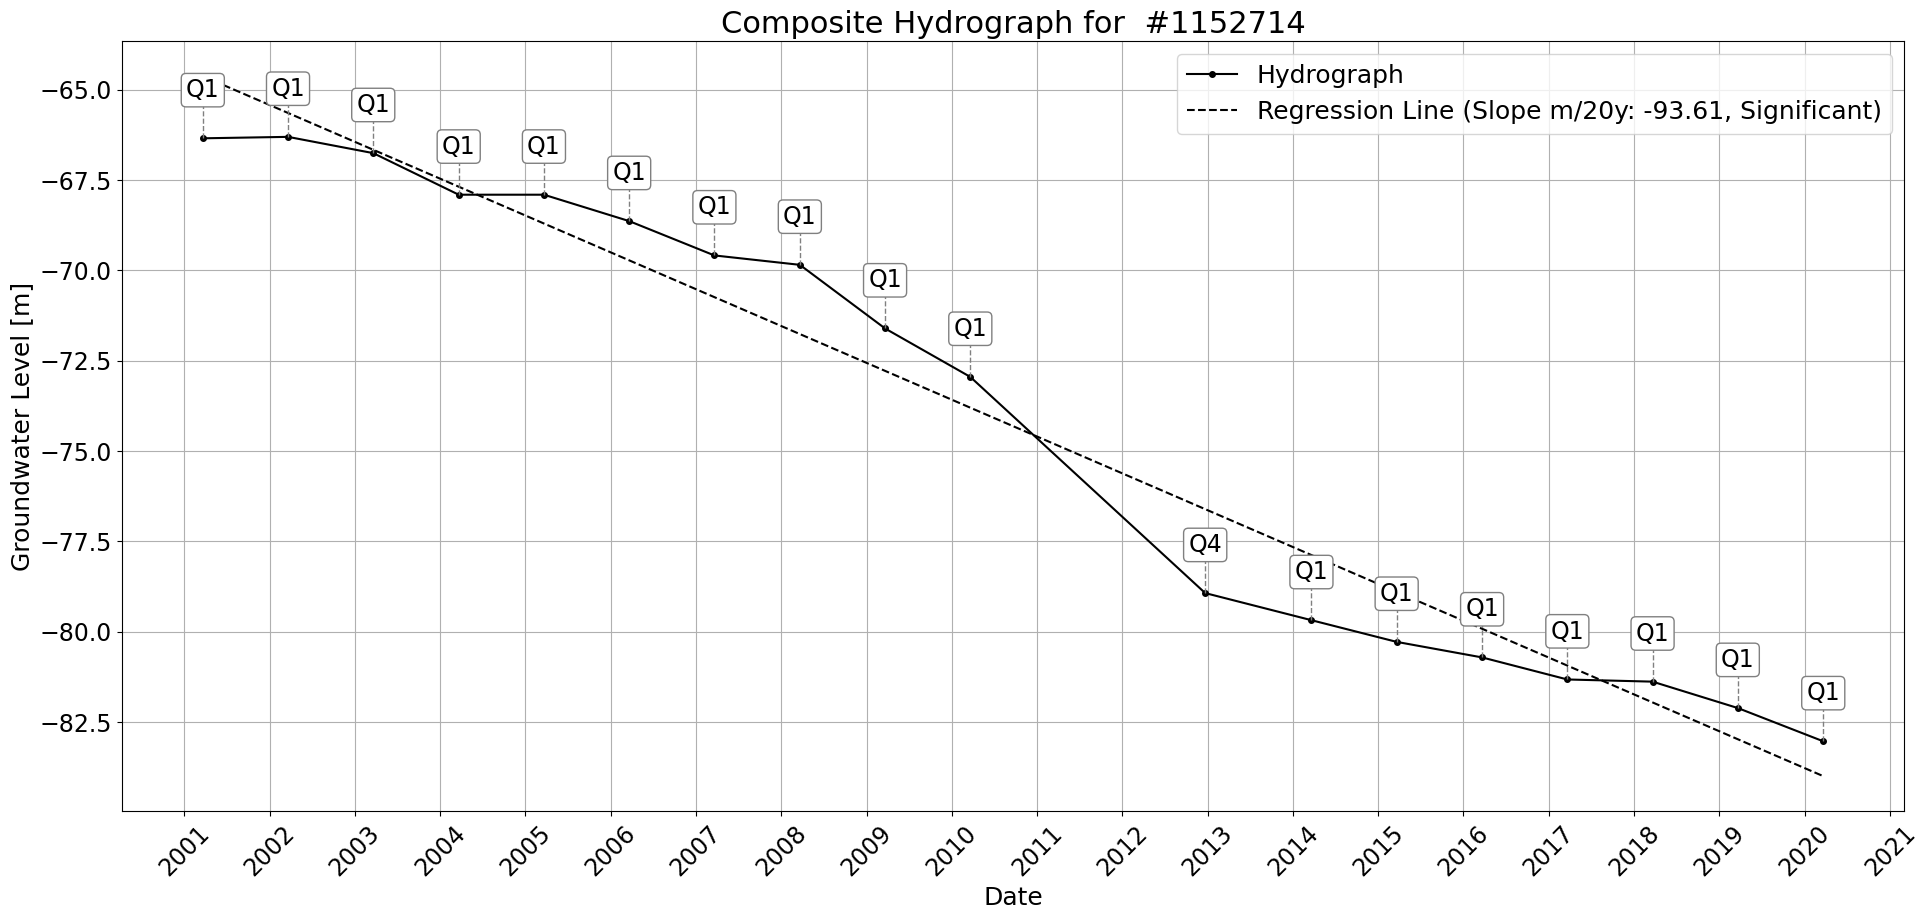 Composite Hydrograph for  #1152714
Hydrograph
Regression Line (Slope m/20y: -93.61, Significant)
Groundwater Level [m]
−65.0
−67.5
−70.0
−72.5
−75.0
−77.5
−80.0
−82.5
Q1
Q1
Q1
Q1
Q1
Q1
Q1
Q1
Q1
Q1
Q4
Q1
Q1
Q1
Q1
Q1
Q1
Q1
2001
2002
2003
2004
2005
2006
2007
2008
2009
2010
2011
2012
2013
2014
2015
2016
2017
2018
2019
2020
2021
Date